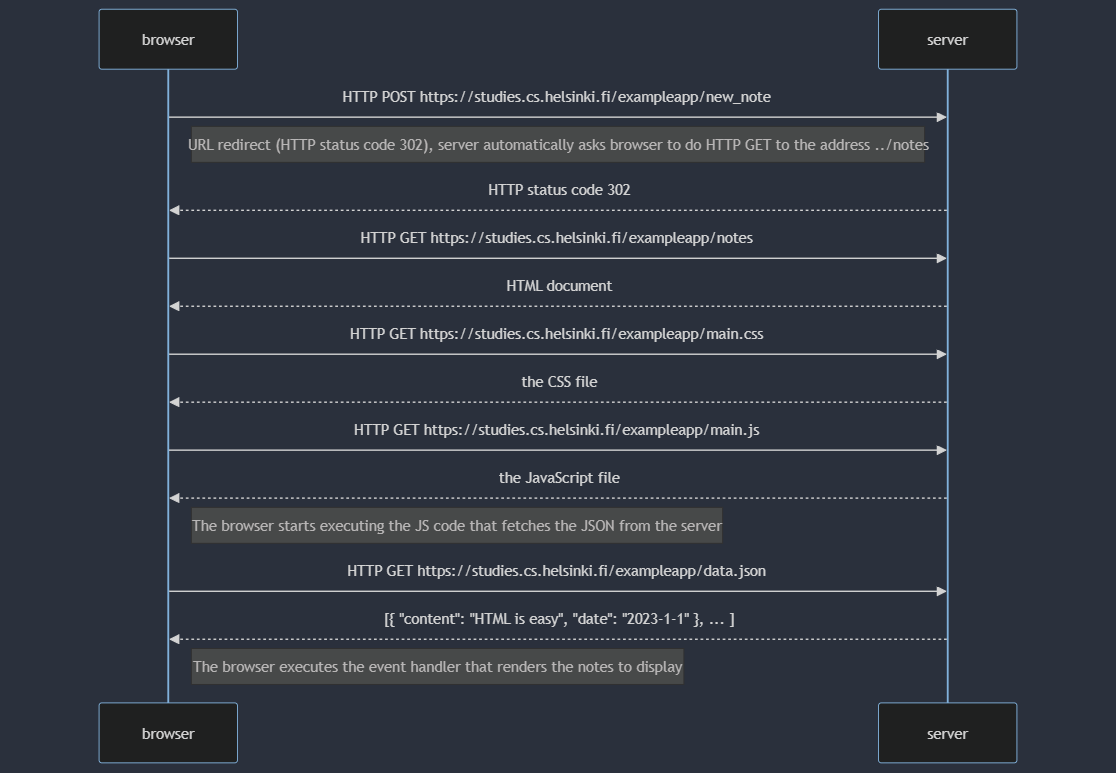 browser
server
HTTP POST https://studies.cs.helsinki.fi/exampleapp/new_note
URL redirect (HTTP status code 302), server automatically asks browser to do HTTP GET to the address ../notes
HTTP status code 302
HTTP GET https://studies.cs.helsinki.fi/exampleapp/notes
HTML document
HTTP GET https://studies.cs.helsinki.fi/exampleapp/main.css
the CSS file
HTTP GET https://studies.cs.helsinki.fi/exampleapp/main.js
the JavaScript file
The browser starts executing the JS code that fetches the JSON from the server
HTTP GET https://studies.cs.helsinki.fi/exampleapp/data.json
[{ "content": "HTML is easy", "date": "2023-1-1" }, ... ]
The browser executes the event handler that renders the notes to display
browser
server